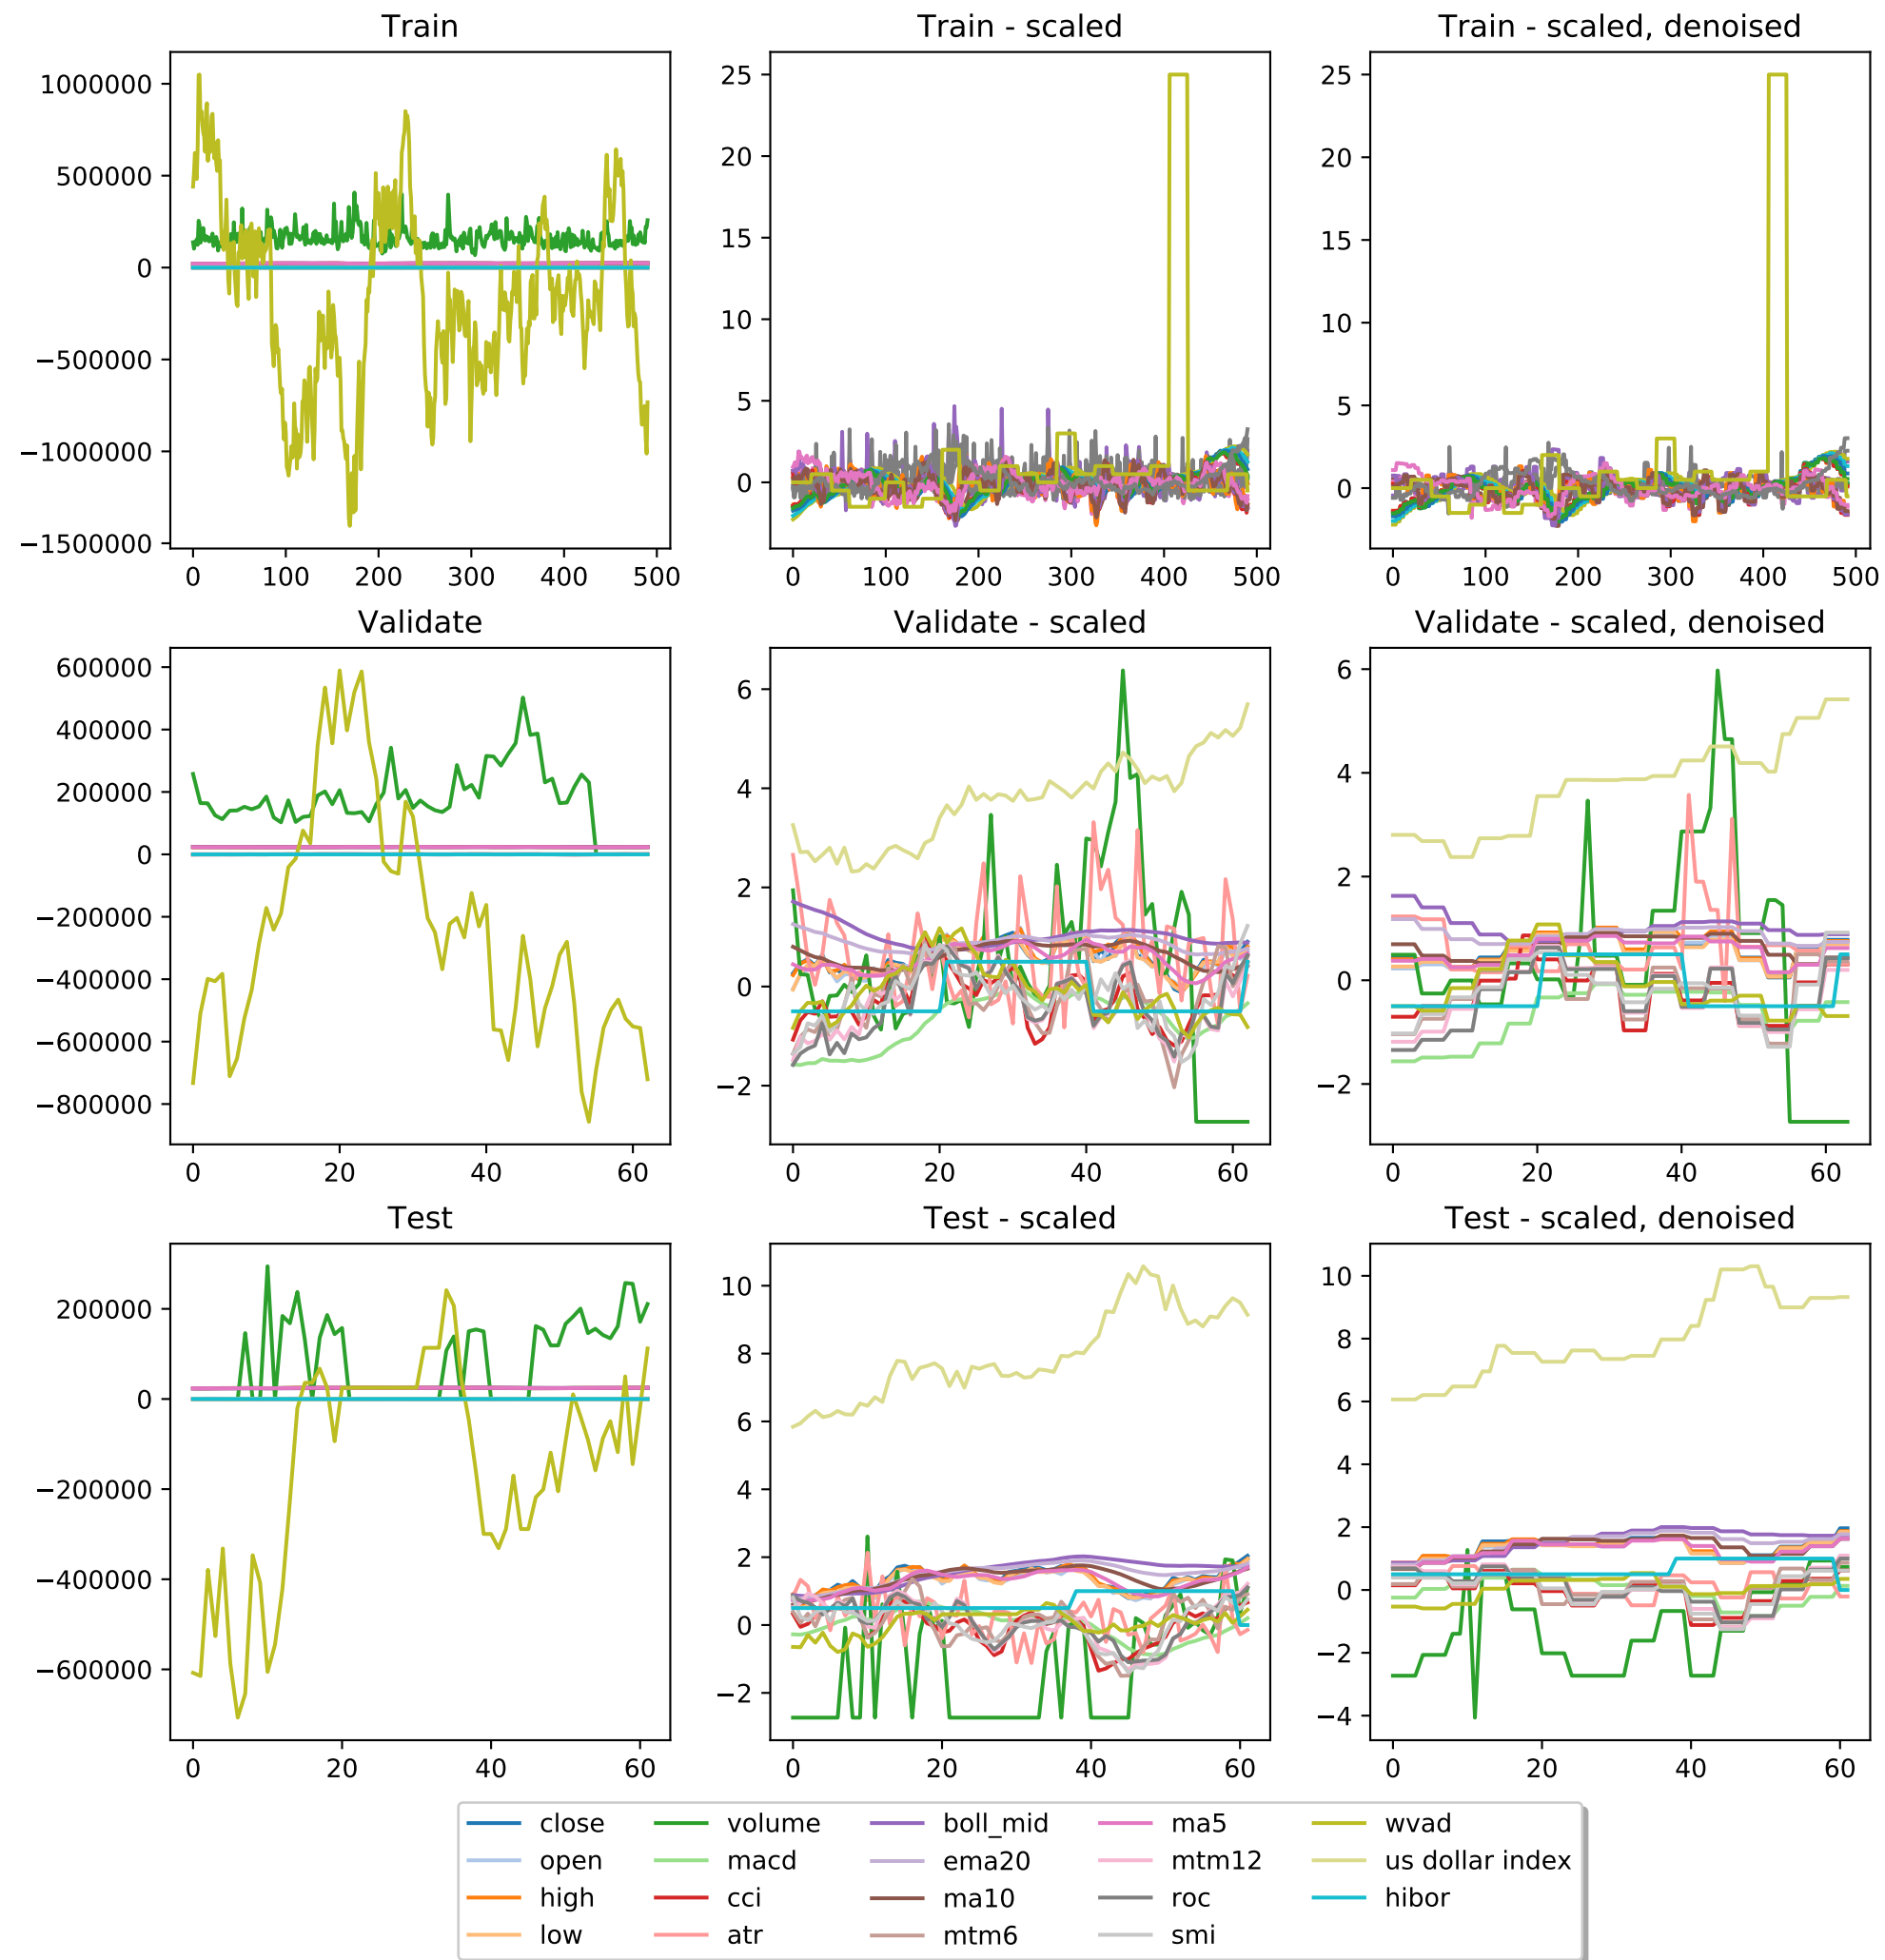 Train
Train - scaled
Train - scaled, denoised
1000000
500000
0
−500000
−1000000
−1500000
0 100 200 300 400 500
25
20
15
10
5
0
0 100 200 300 400 500
25
20
15
10
5
0
0 100 200 300 400 500
Validate
Validate - scaled
Validate - scaled, denoised
600000
400000
200000
0
−200000
−400000
−600000
−800000
0 20 40 60
6
4
2
0
−2
0 20 40 60
6
4
2
0
−2
0 20 40 60
Test
Test - scaled
Test - scaled, denoised
200000
0
−200000
−400000
−600000
0 20 40 60
10
8
6
4
2
0
−2
0 20 40 60
10
8
6
4
2
0
−2
−4
0 20 40 60
close
open
high
low
volume
macd
cci
atr
boll_mid
ema20
ma10
mtm6
ma5
mtm12
roc
smi
wvad
us dollar index
hibor